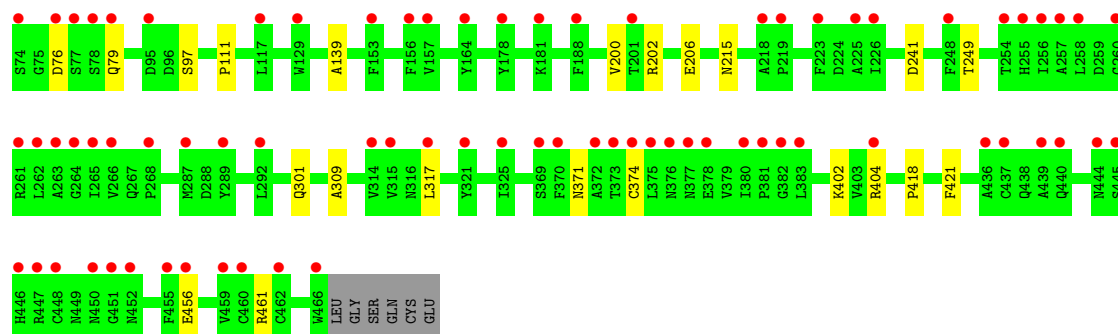 S74 G75 D76 S77 S78 Q79 D95 D96 S97 P111 L117 W129 A139 F153 F156 V157 Y164 Y178 K181 F188 V200 T201 R202 E206 N215 A218 P219 F223 D224 A225 I226 D241 F248 T249 T254 H255 I256 A257 L258 D259
R261 L262 A263 G264 I265 V266 Q267 P268 M287 D288 Y289 L292 Q301 A309 V314 V315 N316 L317 Y321 I325 S369 F370 N371 A372 T373 C374 L375 N376 N377 E378 V379 I380 P381 G382 L383 K402 V403 R404 P418 F421 A436 C437 Q438 A439 Q440 N444
H446 R447 C448 N449 N450 G451 N452 F455 E456 V459 C460 R461 C462 W466 LEU GLY SER GLN CYS GLU